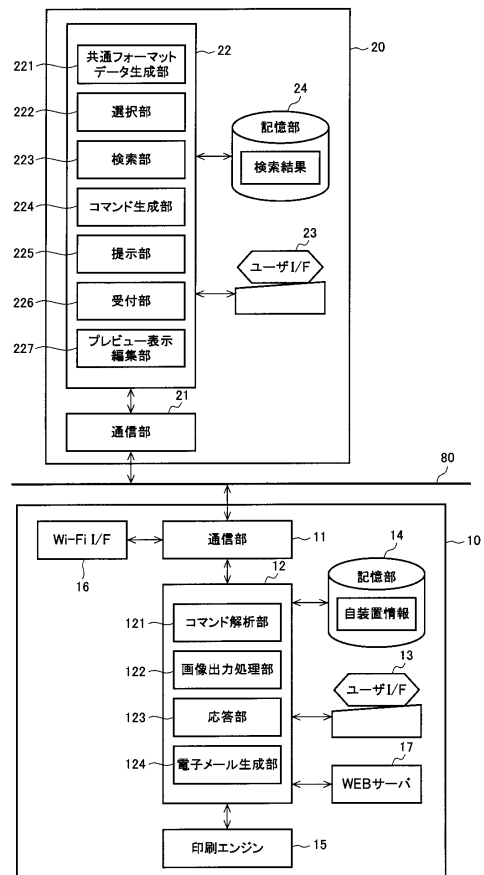 20
22
221
共通フォーマット
データ生成部
222
選択部
223
検索部
224
コマンド生成部
225
提示部
226
受付部
227
プレビュー表示
編集部
24
記憶部
検索結果
23
ユーザI/F
21
通信部
80
10
Wi-Fi I/F
16
通信部
11
12
14
記憶部
自装置情報
121
コマンド解析部
122
画像出力処理部
123
応答部
124
電子メール生成部
13
ユーザI/F
17
WEBサーバ
印刷エンジン
15